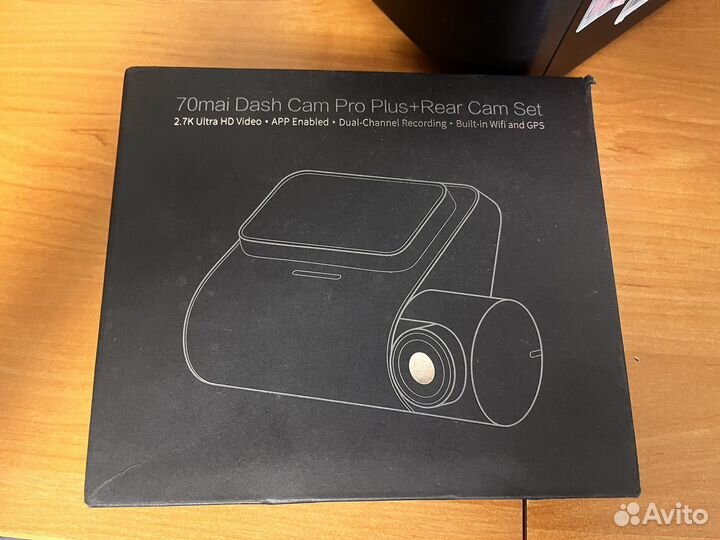 70mai Dash Cam Pro Plus+Rear Cam Set
2.7K Ultra HD Video • APP Enabled • Dual-Channel Recording • Built-in Wifi and GPS
Avito